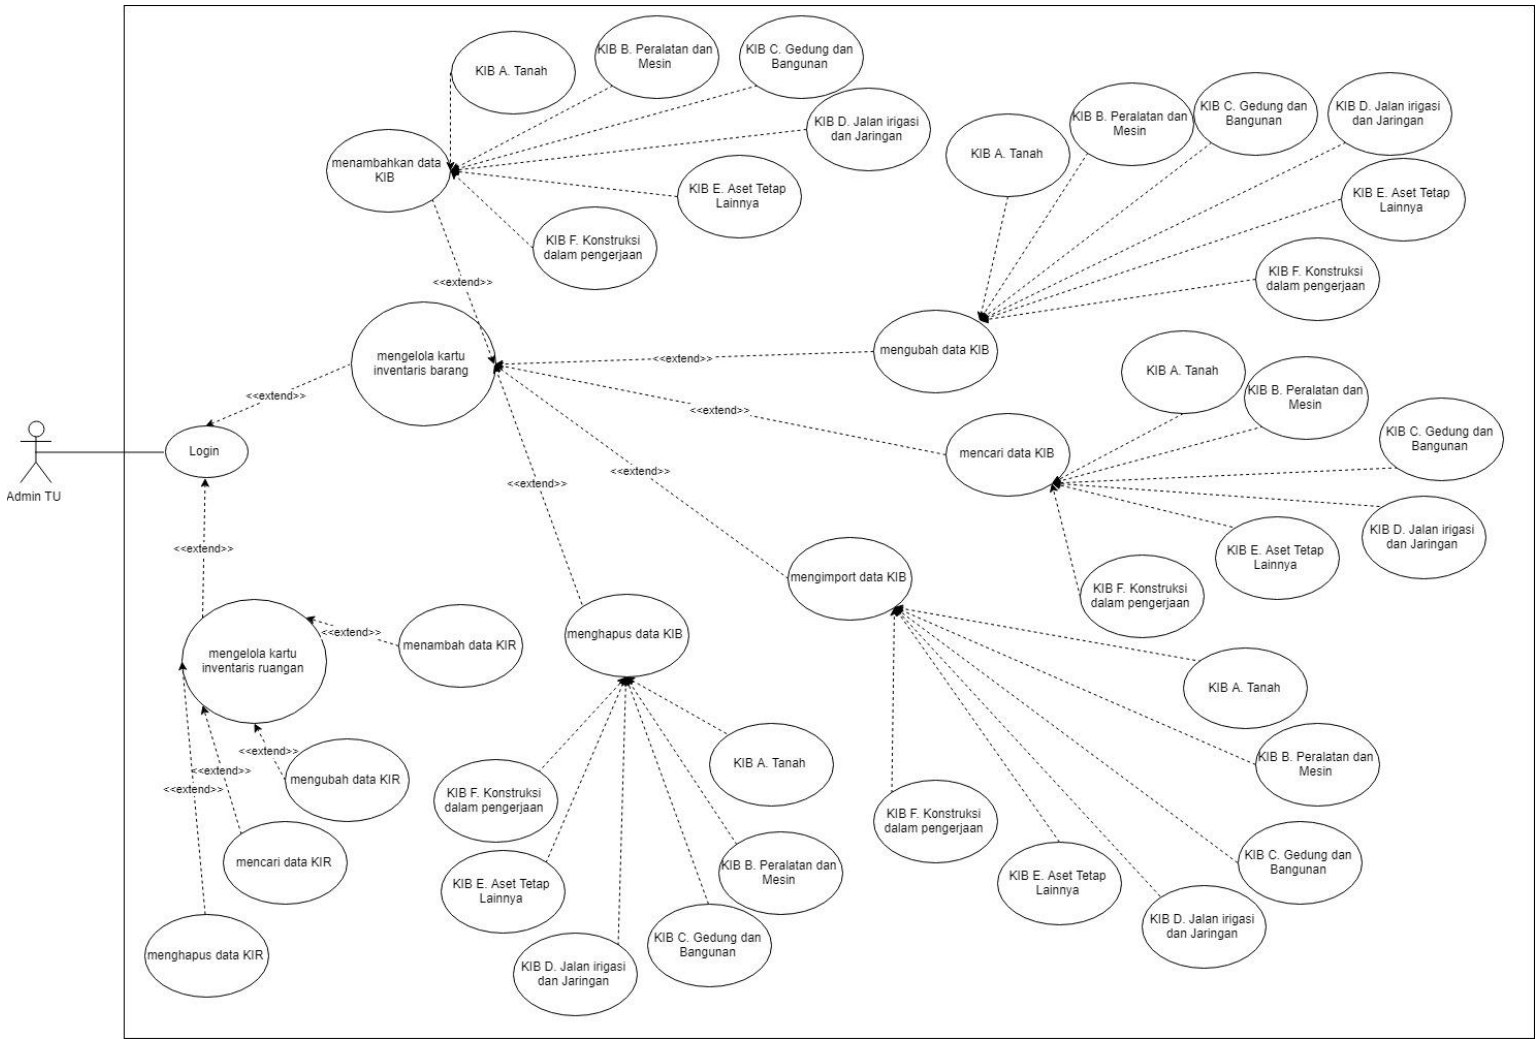 KIB A. Tanah
KIB B. Peralatan dan
Mesin
KIB C. Gedung dan
Bangunan
KIB D. Jalan irigasi
dan Jaringan
menambahkan data
KIB
KIB E. Aset Tetap
Lainnya
KIB F. Konstruksi
dalam pengerjaan
<<extend>>
KIB A. Tanah
KIB B. Peralatan dan
Mesin
KIB C. Gedung dan
Bangunan
KIB D. Jalan irigasi
dan Jaringan
KIB E. Aset Tetap
Lainnya
KIB F. Konstruksi
dalam pengerjaan
mengelola kartu
inventaris barang
<<extend>>
mengubah data KIB
<<extend>>
<<extend>>
mencari data KIB
KIB A. Tanah
KIB B. Peralatan dan
Mesin
KIB C. Gedung dan
Bangunan
KIB D. Jalan irigasi
dan Jaringan
KIB E. Aset Tetap
Lainnya
KIB F. Konstruksi
dalam pengerjaan
Login
Admin TU
<<extend>>
<<extend>>
<<extend>>
mengimport data KIB
menghapus data KIB
mengelola kartu
inventaris ruangan
<<extend>>
menambah data KIR
<<extend>>
mengubah data KIR
<<extend>>
<<extend>>
mencari data KIR
menghapus data KIR
KIB A. Tanah
KIB F. Konstruksi
dalam pengerjaan
KIB B. Peralatan dan
Mesin
KIB E. Aset Tetap
Lainnya
KIB C. Gedung dan
Bangunan
KIB D. Jalan irigasi
dan Jaringan
KIB A. Tanah
KIB B. Peralatan dan
Mesin
KIB F. Konstruksi
dalam pengerjaan
KIB C. Gedung dan
Bangunan
KIB E. Aset Tetap
Lainnya
KIB D. Jalan irigasi
dan Jaringan